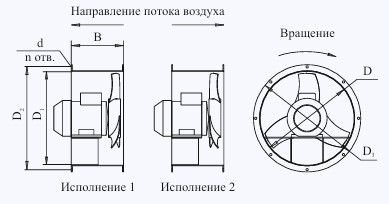 Направление потока воздуха
d
n отв.
B
Вращение
D₂
D₁
D
D₃
Исполнение 1
Исполнение 2